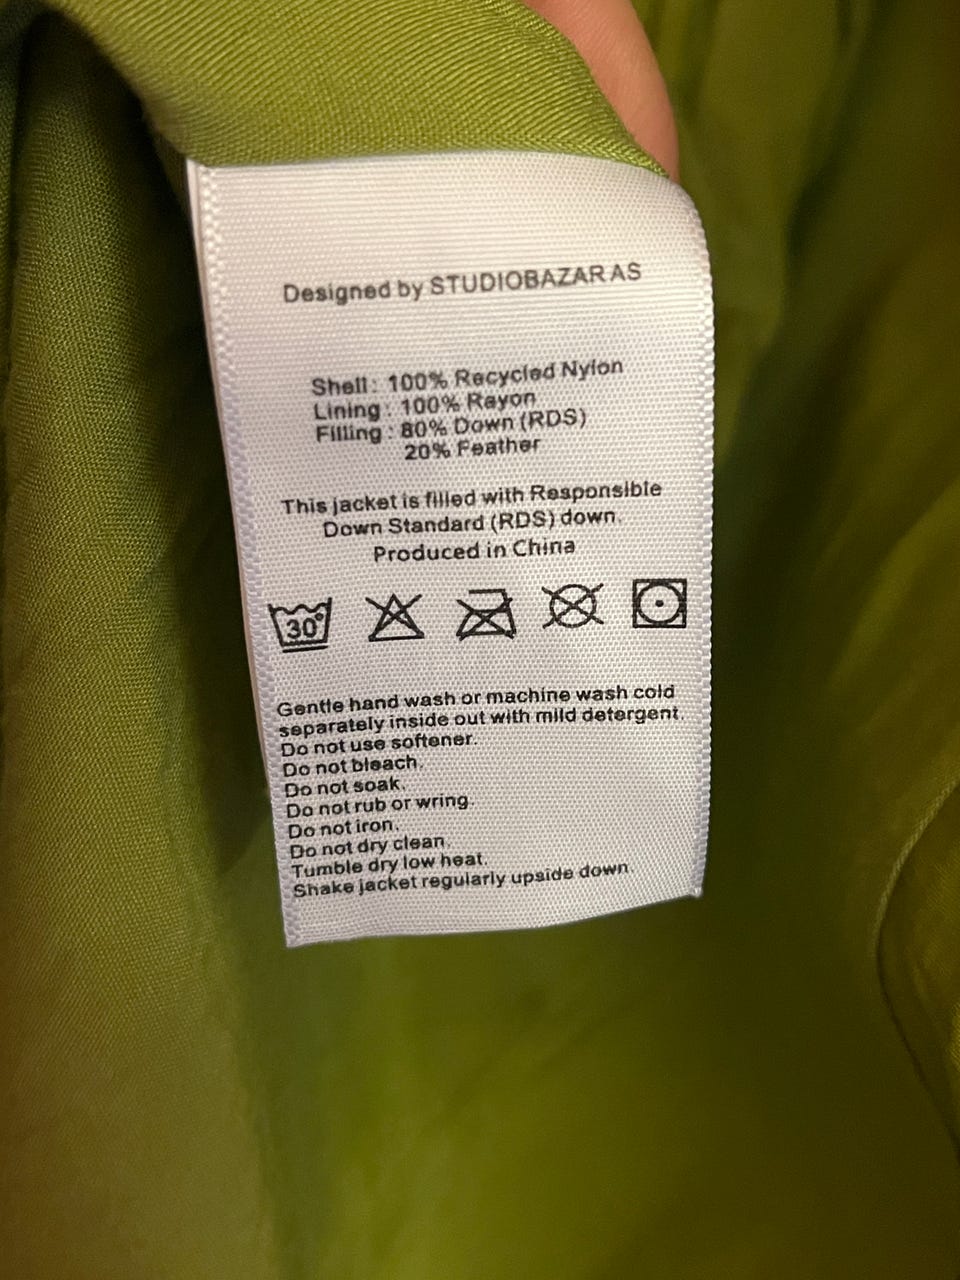 Designed by STUDIOBAZAR AS
Shell : 100% Recycled Nylon
Lining : 100% Rayon
Filling : 80% Down (RDS)
20% Feather
This jacket is filled with Responsible
Down Standard (RDS) down.
Produced in China
30°
Gentle hand wash or machine wash cold
separately inside out with mild detergent.
Do not use softener.
Do not bleach.
Do not soak.
Do not rub or wring.
Do not iron.
Do not dry clean.
Tumble dry low heat.
Shake jacket regularly upside down.